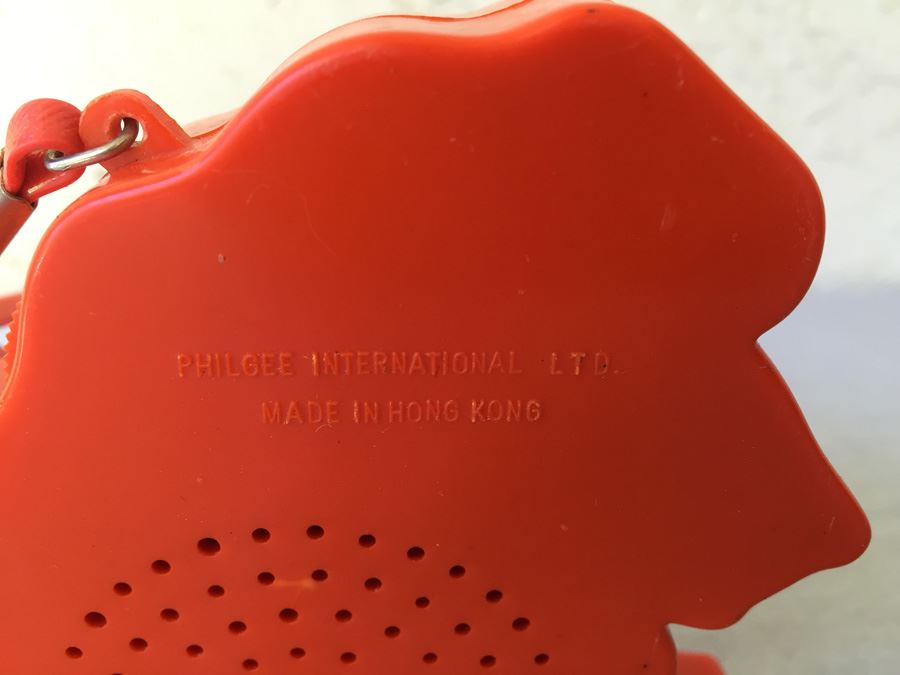 PHILGEE INTERNATIONAL LTD.
MADE IN HONG KONG